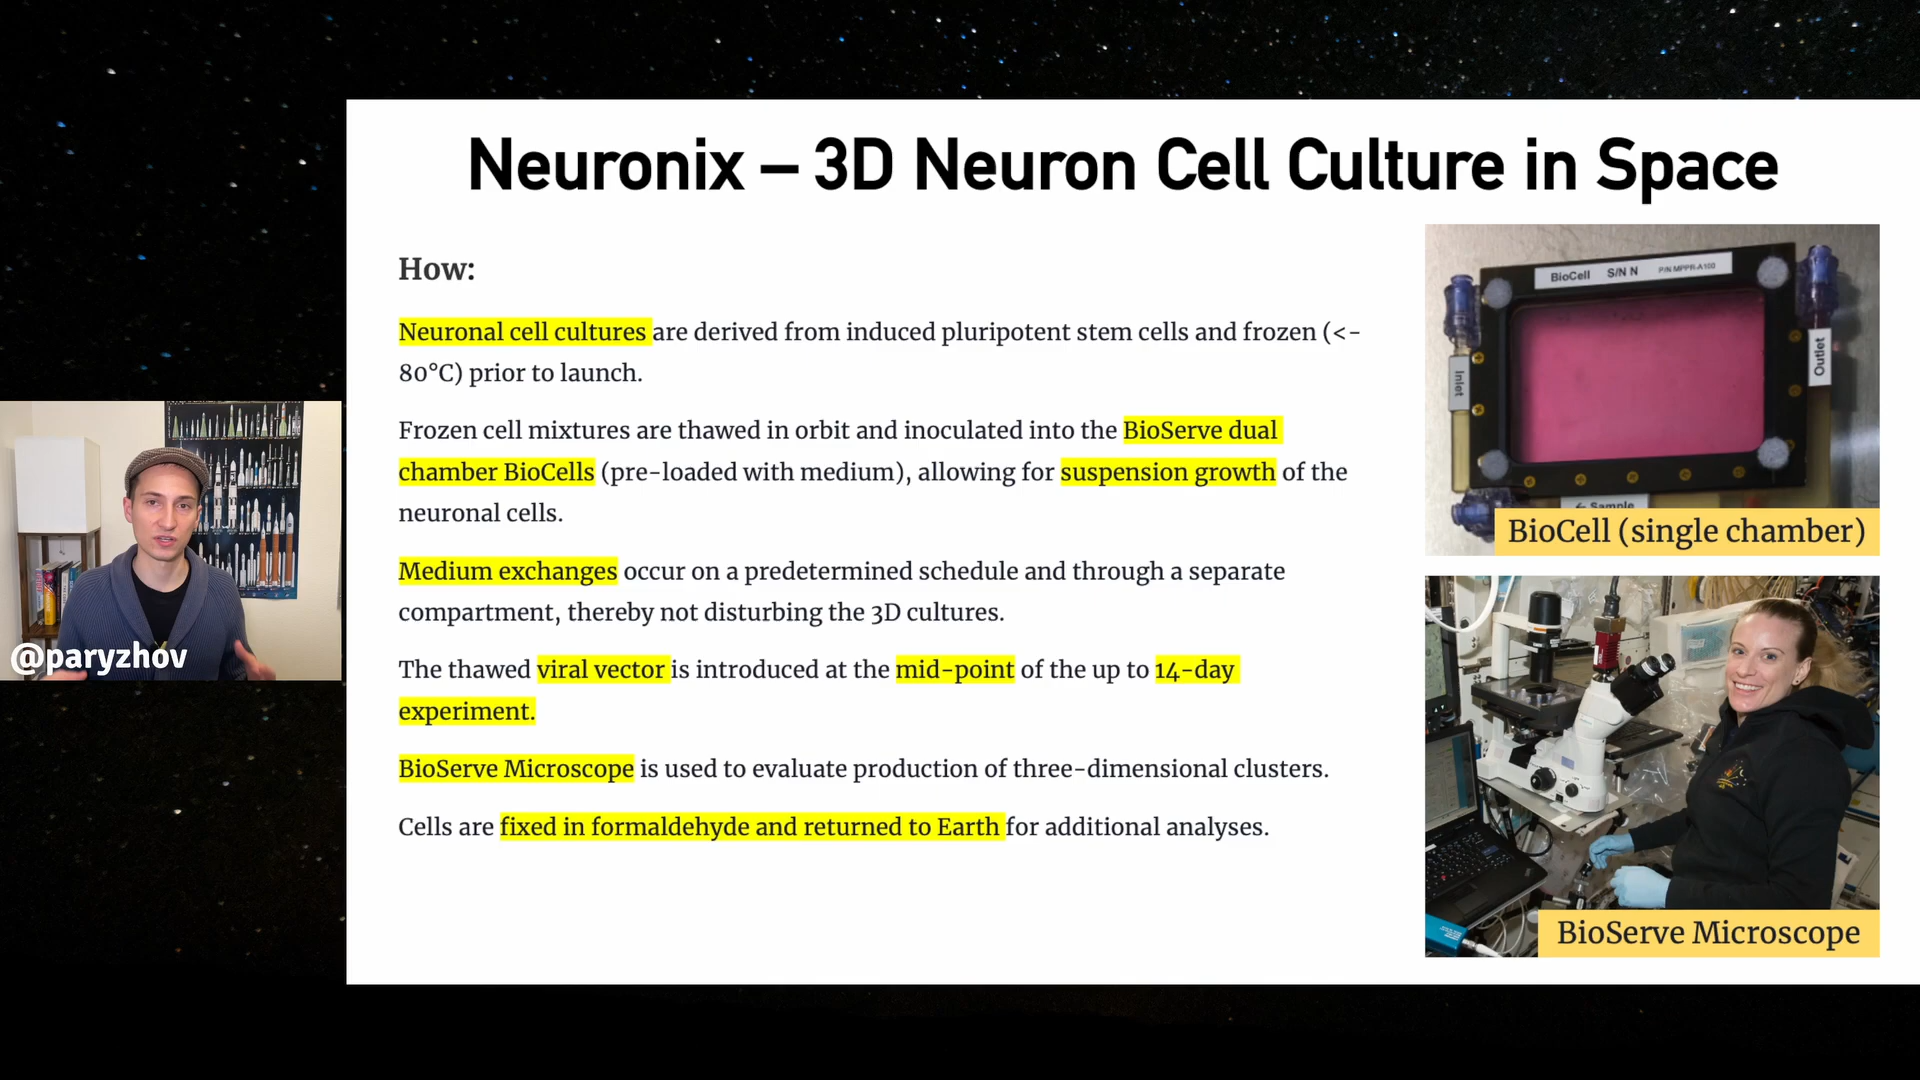 Neuronix – 3D Neuron Cell Culture in Space
How:
Neuronal cell cultures are derived from induced pluripotent stem cells and frozen (<-
80°C) prior to launch.
Frozen cell mixtures are thawed in orbit and inoculated into the BioServe dual
chamber BioCells (pre-loaded with medium), allowing for suspension growth of the
neuronal cells.
Medium exchanges occur on a predetermined schedule and through a separate
compartment, thereby not disturbing the 3D cultures.
The thawed viral vector is introduced at the mid-point of the up to 14-day
experiment.
BioServe Microscope is used to evaluate production of three-dimensional clusters.
Cells are fixed in formaldehyde and returned to Earth for additional analyses.
BioCell S/N N P/N MPPR-A100
Inlet
Outlet
← Sample
BioCell (single chamber)
BioServe Microscope
@paryzhov